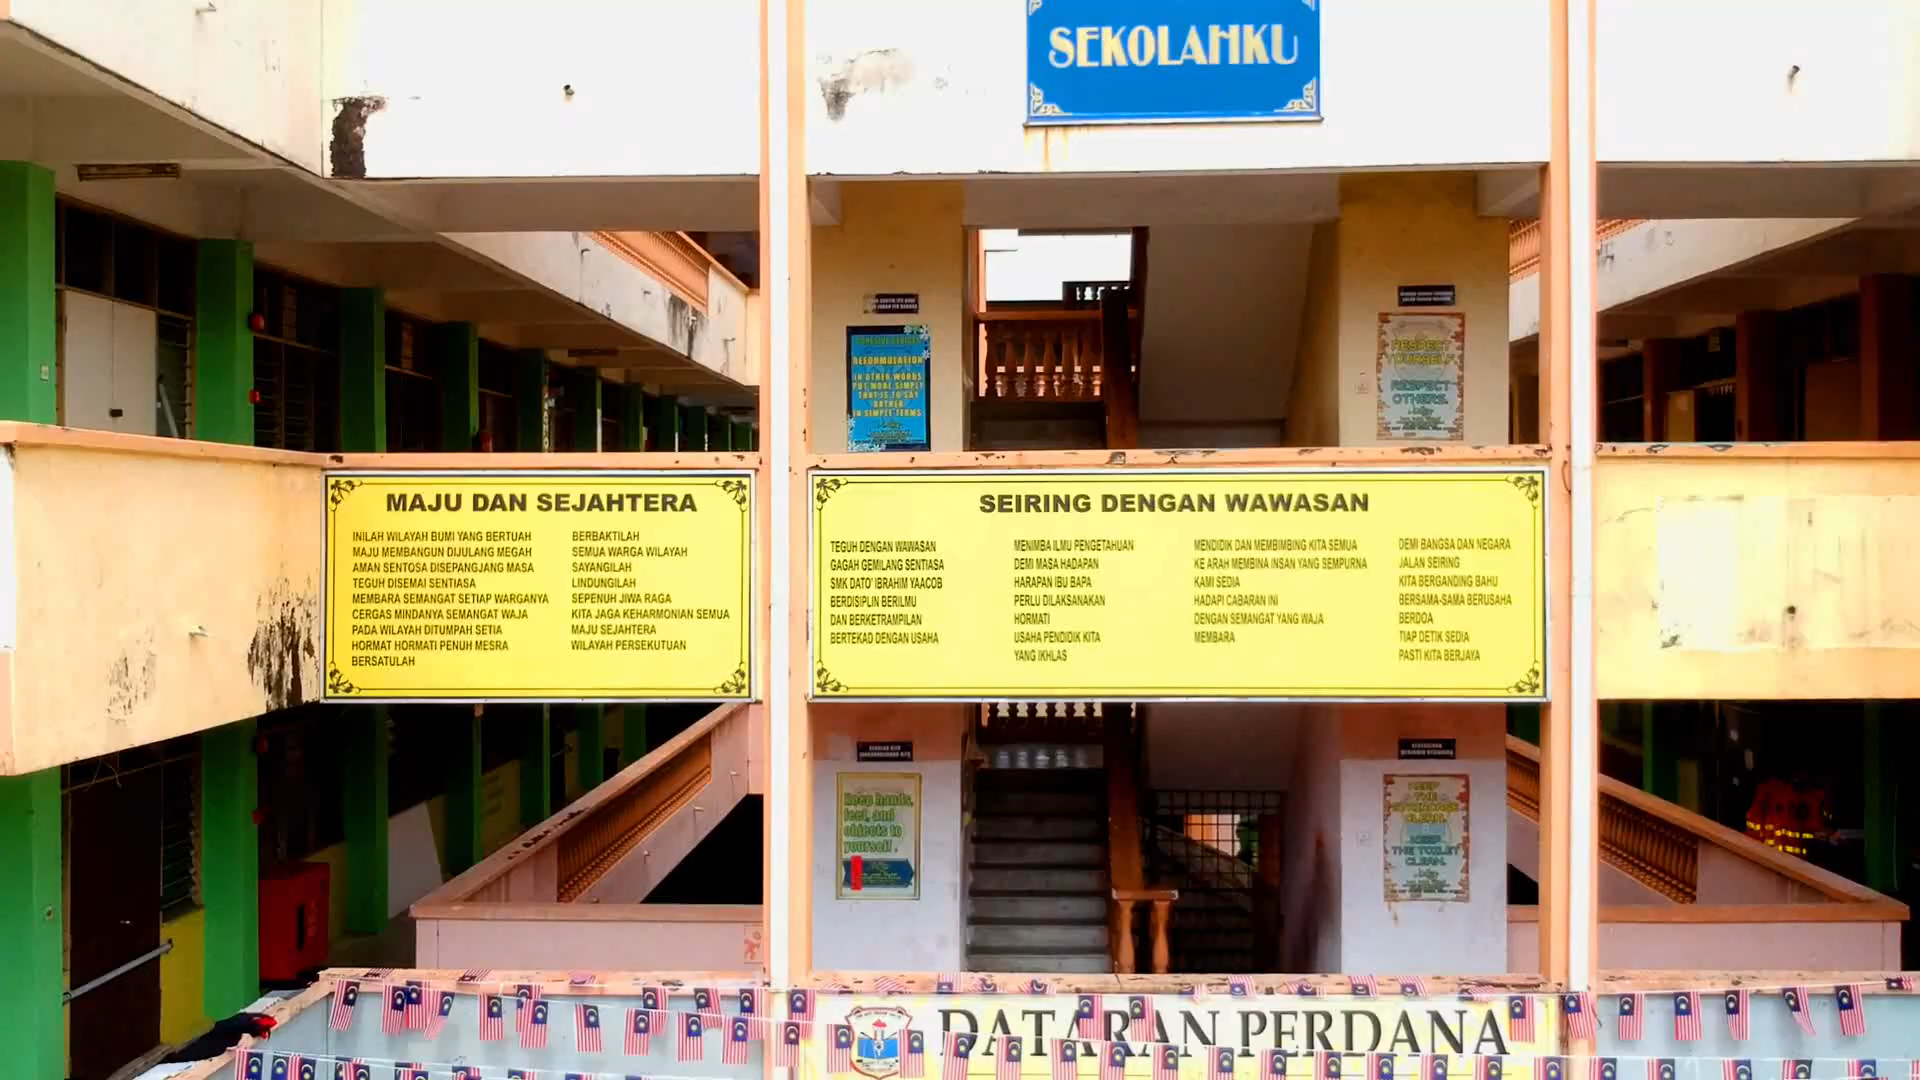 SEKOLAHKU
REFORMULATION
IN OTHER WORDS
PUT MORE SIMPLY
THAT IS TO SAY
RATHER
IN SIMPLE TERMS
RESPECT
YOURSELF
RESPECT
OTHERS.
MAJU DAN SEJAHTERA
INILAH WILAYAH BUMI YANG BERTUAH
MAJU MEMBANGUN DIJULANG MEGAH
AMAN SENTOSA DISEPANJANG MASA
TEGUH DISEMAI SENTIASA
MEMBARA SEMANGAT SETIAP WARGANYA
CERGAS MINDANYA SEMANGAT WAJA
PADA WILAYAH DITUMPAH SETIA
HORMAT HORMATI PENUH MESRA
BERSATULAH
BERBAKTILAH
SEMUA WARGA WILAYAH
SAYANGILAH
LINDUNGILAH
SEPENUH JIWA RAGA
KITA JAGA KEHARMONIAN SEMUA
MAJU SEJAHTERA
WILAYAH PERSEKUTUAN
SEIRING DENGAN WAWASAN
TEGUH DENGAN WAWASAN
GAGAH GEMILANG SENTIASA
SMK DATO' IBRAHIM YAACOB
BERDISIPLIN BERILMU
DAN BERKETRAMPILAN
BERTEKAD DENGAN USAHA
MENIMBA ILMU PENGETAHUAN
DEMI MASA HADAPAN
HARAPAN IBU BAPA
PERLU DILAKSANAKAN
HORMATI
USAHA PENDIDIK KITA
YANG IKHLAS
MENDIDIK DAN MEMBIMBING KITA SEMUA
KE ARAH MEMBINA INSAN YANG SEMPURNA
KAMI SEDIA
HADAPI CABARAN INI
DENGAN SEMANGAT YANG WAJA
MEMBARA
DEMI BANGSA DAN NEGARA
JALAN SEIRING
KITA BERGANDING BAHU
BERSAMA-SAMA BERUSAHA
BERDOA
TIAP DETIK SEDIA
PASTI KITA BERJAYA
Keep hands,
feet, and
objects to
yourself.
KEEP
THE
STAIRCASE
CLEAN.
KEEP
THE TOILET
CLEAN.
DATARAN PERDANA